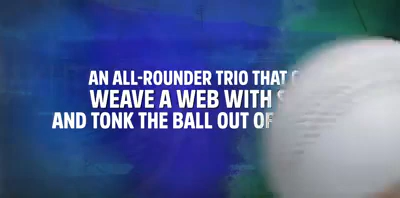 AN ALL-ROUNDER TRIO THAT
WEAVE A WEB WITH
AND TONK THE BALL OUT OF